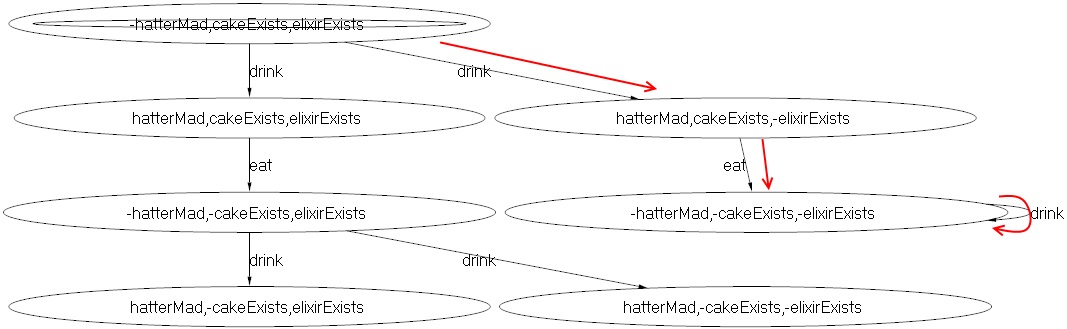 -hatterMad,cakeExists,elixirExists
drink
drink
hatterMad,cakeExists,elixirExists
hatterMad,cakeExists,-elixirExists
eat
eat
-hatterMad,-cakeExists,elixirExists
-hatterMad,-cakeExists,-elixirExists
drink
drink
drink
hatterMad,-cakeExists,elixirExists
hatterMad,-cakeExists,-elixirExists